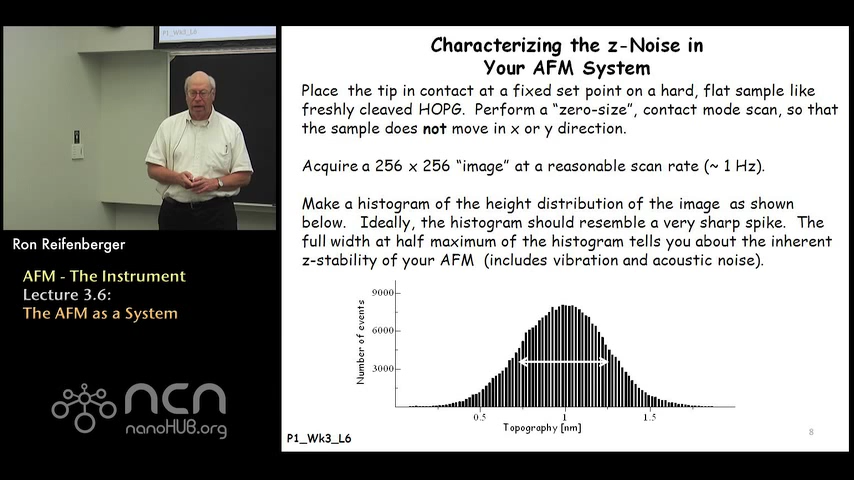 Characterizing the z-Noise in
Your AFM System
Place the tip in contact at a fixed set point on a hard, flat sample like
freshly cleaved HOPG. Perform a "zero-size", contact mode scan, so that
the sample does not move in x or y direction.
Acquire a 256 x 256 "image" at a reasonable scan rate (~ 1 Hz).
Make a histogram of the height distribution of the image as shown
below. Ideally, the histogram should resemble a very sharp spike. The
full width at half maximum of the histogram tells you about the inherent
z-stability of your AFM (includes vibration and acoustic noise).
9000
6000
3000
Number of events
0.5
1
1.5
Topography [nm]
P1_Wk3_L6
8
Ron Reifenberger
AFM - The Instrument
Lecture 3.6:
The AFM as a System
ncn
nanoHUB.org
P1_Wk3_L6